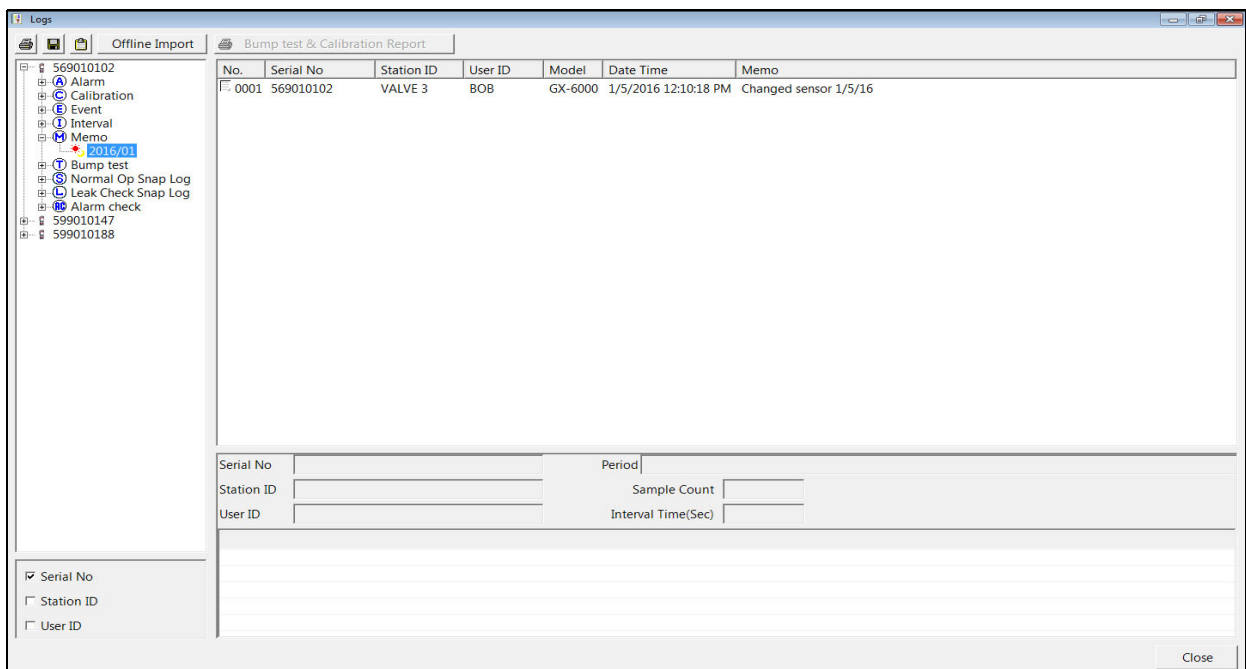 Logs
Offline Import Bump test & Calibration Report
569010102
A Alarm
C Calibration
E Event
I Interval
M Memo
2016/01
T Bump test
S Normal Op Snap Log
L Leak Check Snap Log
AC Alarm check
599010147
599010188
No. Serial No Station ID User ID Model Date Time Memo
0001 569010102 VALVE 3 BOB GX-6000 1/5/2016 12:10:18 PM Changed sensor 1/5/16
Serial No Period
Station ID Sample Count
User ID Interval Time(Sec)
Serial No
Station ID
User ID
Close